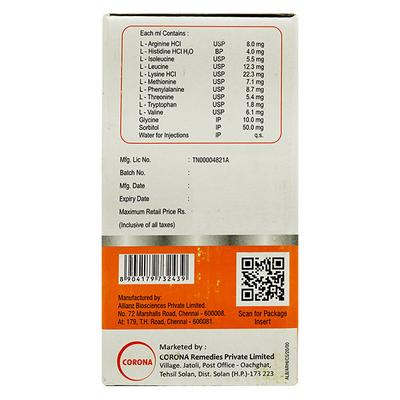 Each ml Contains :
L - Arginine HCl USP 8.0 mg
L - Histidine HCl H₂O BP 4.0 mg
L - Isoleucine USP 5.5 mg
L - Leucine USP 12.3 mg
L - Lysine HCl USP 22.3 mg
L - Methionine USP 7.1 mg
L - Phenylalanine USP 8.7 mg
L - Threonine USP 5.4 mg
L - Tryptophan USP 1.8 mg
L - Valine USP 6.1 mg
Glycine IP 10.0 mg
Sorbitol IP 50.0 mg
Water for Injections IP q.s.
Mfg. Lic No. : TN00004821A
Batch No. :
Mfg. Date :
Expiry Date :
Maximum Retail Price Rs.
(Inclusive of all taxes)
8 904179 732439
Manufactured by:
Allianz Biosciences Private Limited.
No. 72 Marshalls Road, Chennai - 600008.
At: 179, T.H. Road, Chennai - 600081.
Scan for Package
Insert
CORONA
Marketed by :
CORONA Remedies Private Limited
Village. Jatoli, Post Office - Oachghat,
Tehsil Solan, Dist. Solan (H.P.)-173 223